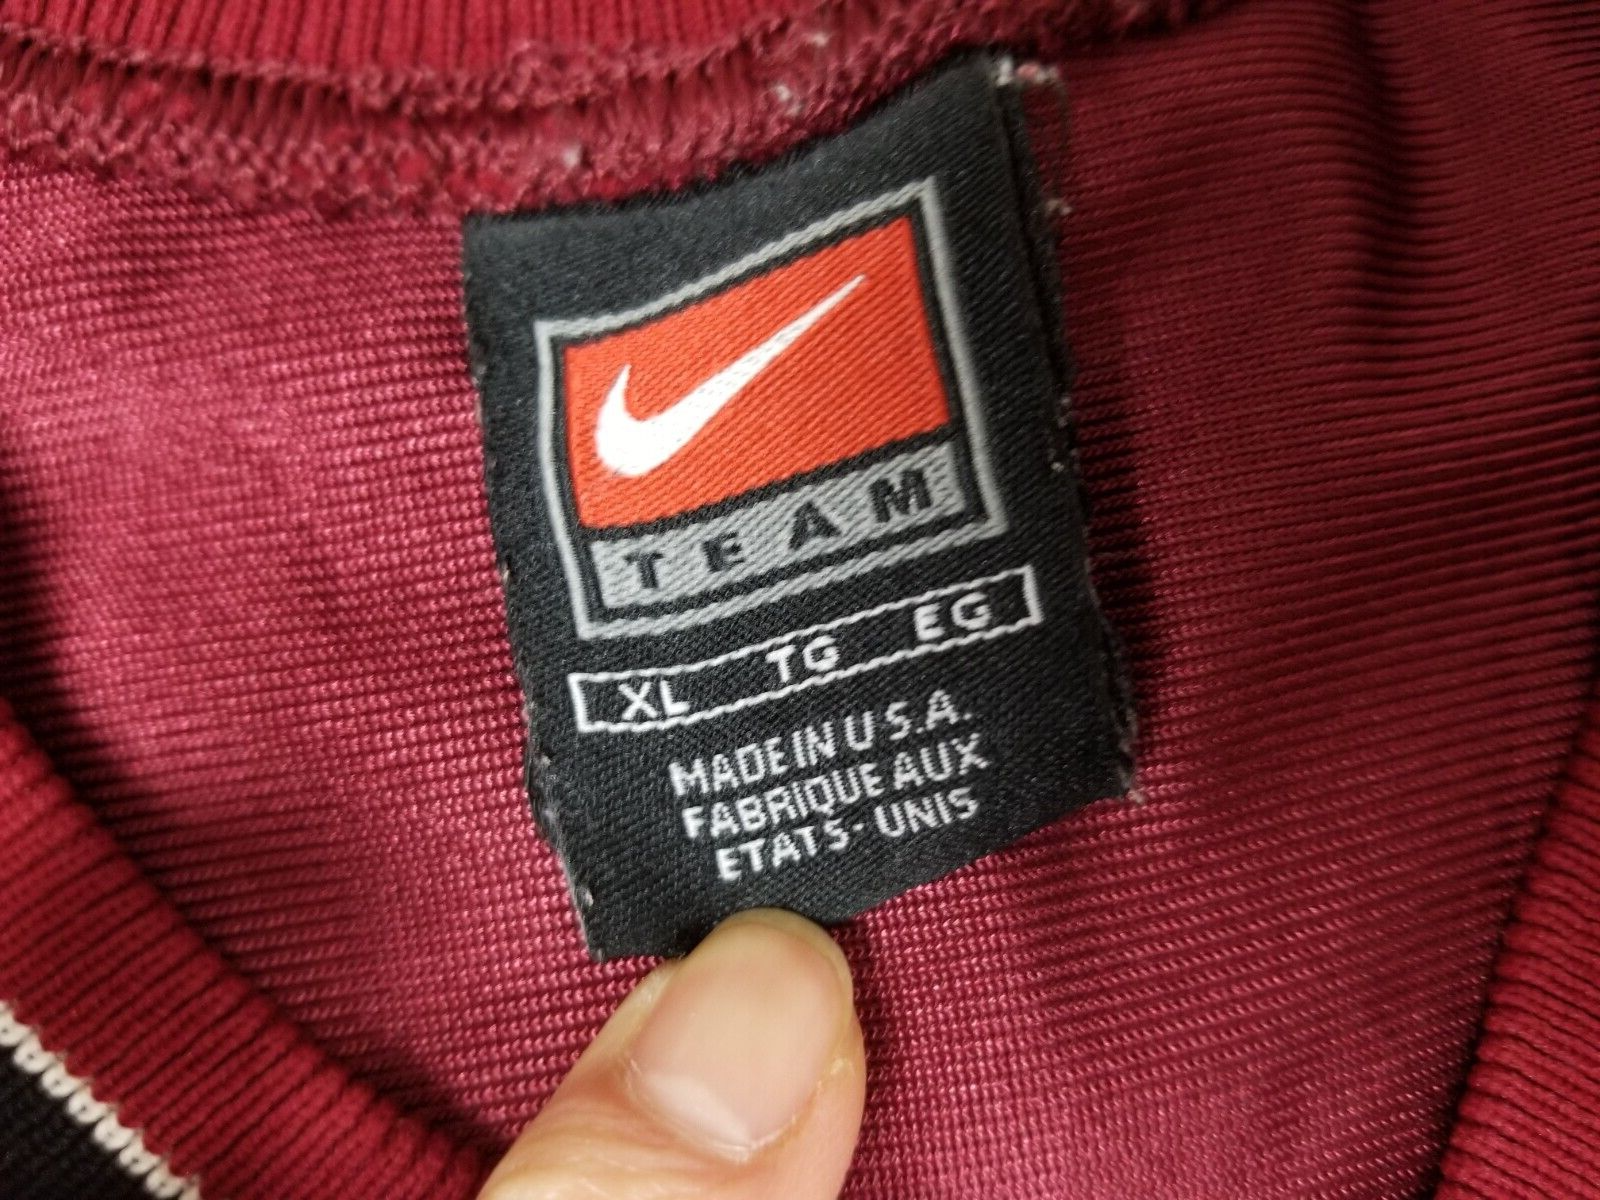 TEAM
XL TG EG
MADE IN U.S.A.
FABRIQUE AUX
ETATS-UNIS